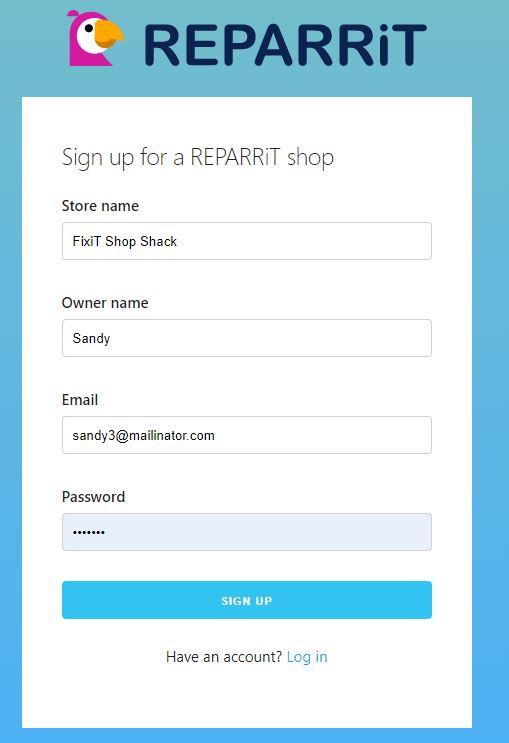 REPARRiT
Sign up for a REPARRiT shop
Store name
FixiT Shop Shack
Owner name
Sandy
Email
sandy3@mailinator.com
Password
•••••••
SIGN UP
Have an account? Log in